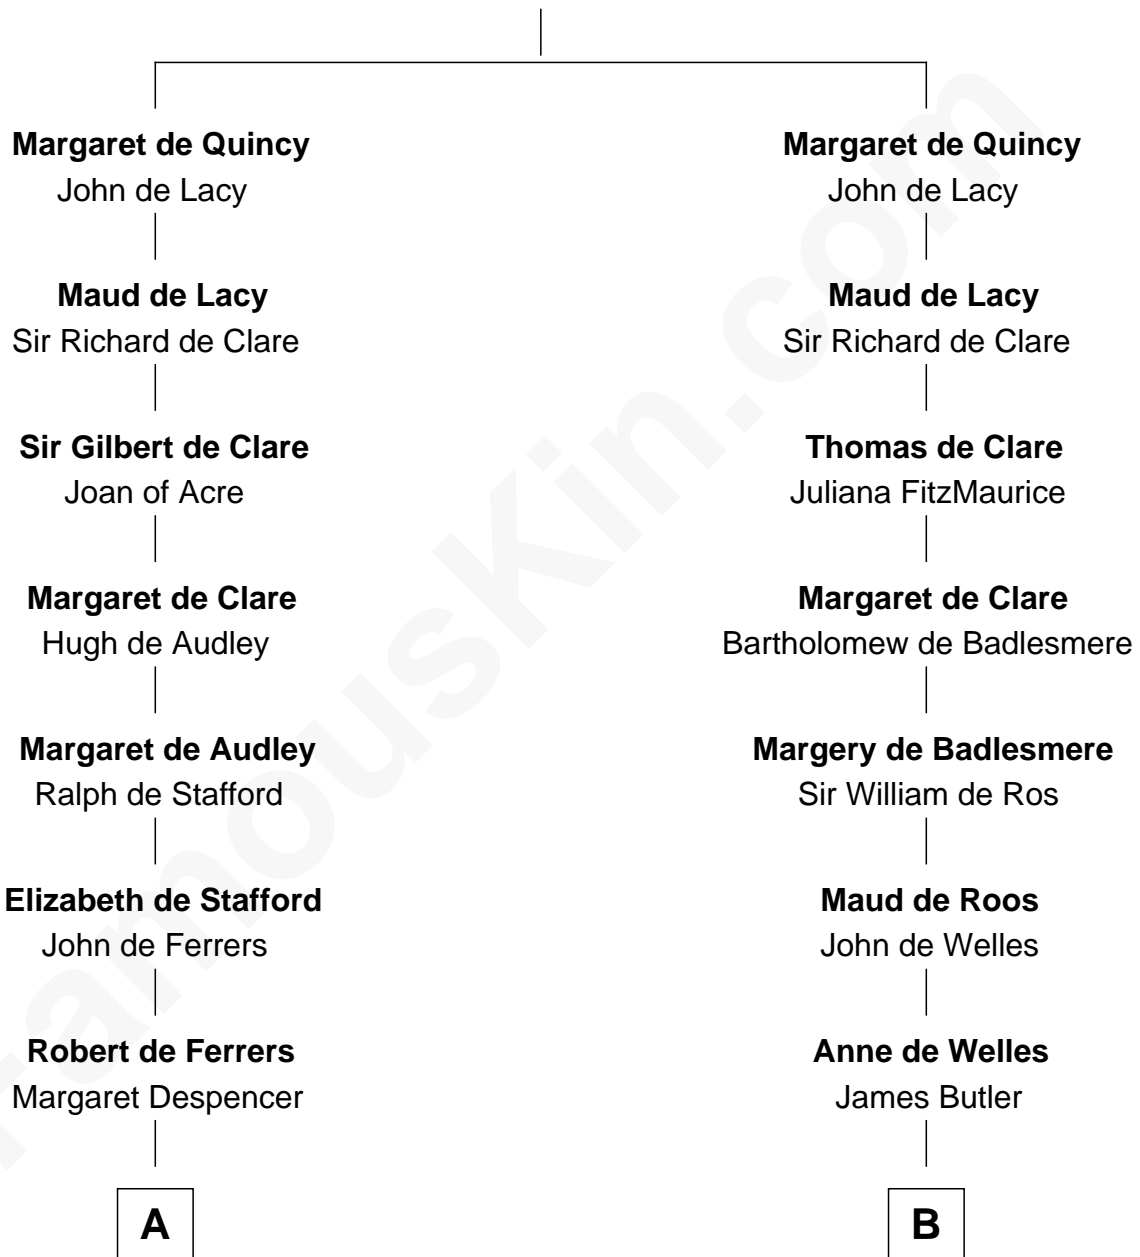 Margaret de Quincy
John de Lacy
Maud de Lacy
Sir Richard de Clare
Sir Gilbert de Clare
Joan of Acre
Margaret de Clare
Hugh de Audley
Margaret de Audley
Ralph de Stafford
Elizabeth de Stafford
John de Ferrers
Robert de Ferrers
Margaret Despencer
A
Margaret de Quincy
John de Lacy
Maud de Lacy
Sir Richard de Clare
Thomas de Clare
Juliana FitzMaurice
Margaret de Clare
Bartholomew de Badlesmere
Margery de Badlesmere
Sir William de Ros
Maud de Roos
John de Welles
Anne de Welles
James Butler
B
FamousKin.com